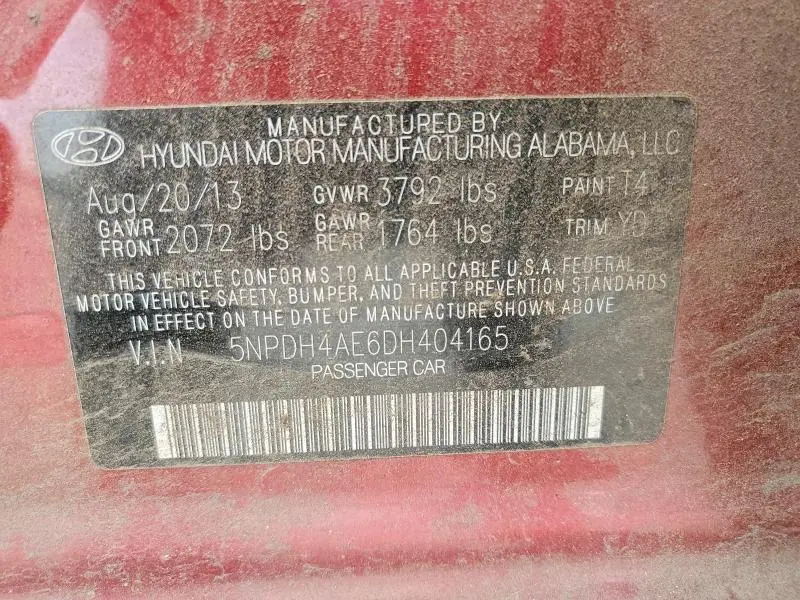 MANUFACTURED BY
HYUNDAI MOTOR MANUFACTURING ALABAMA, LLC
Aug/20/13 GVWR 3792 lbs PAINT T4
GAWR FRONT 2072 lbs GAWR REAR 1764 lbs TRIM YD
THIS VEHICLE CONFORMS TO ALL APPLICABLE U.S.A. FEDERAL
MOTOR VEHICLE SAFETY, BUMPER, AND THEFT PREVENTION STANDARDS
IN EFFECT ON THE DATE OF MANUFACTURE SHOWN ABOVE
V.I.N 5NPDH4AE6DH404165
PASSENGER CAR